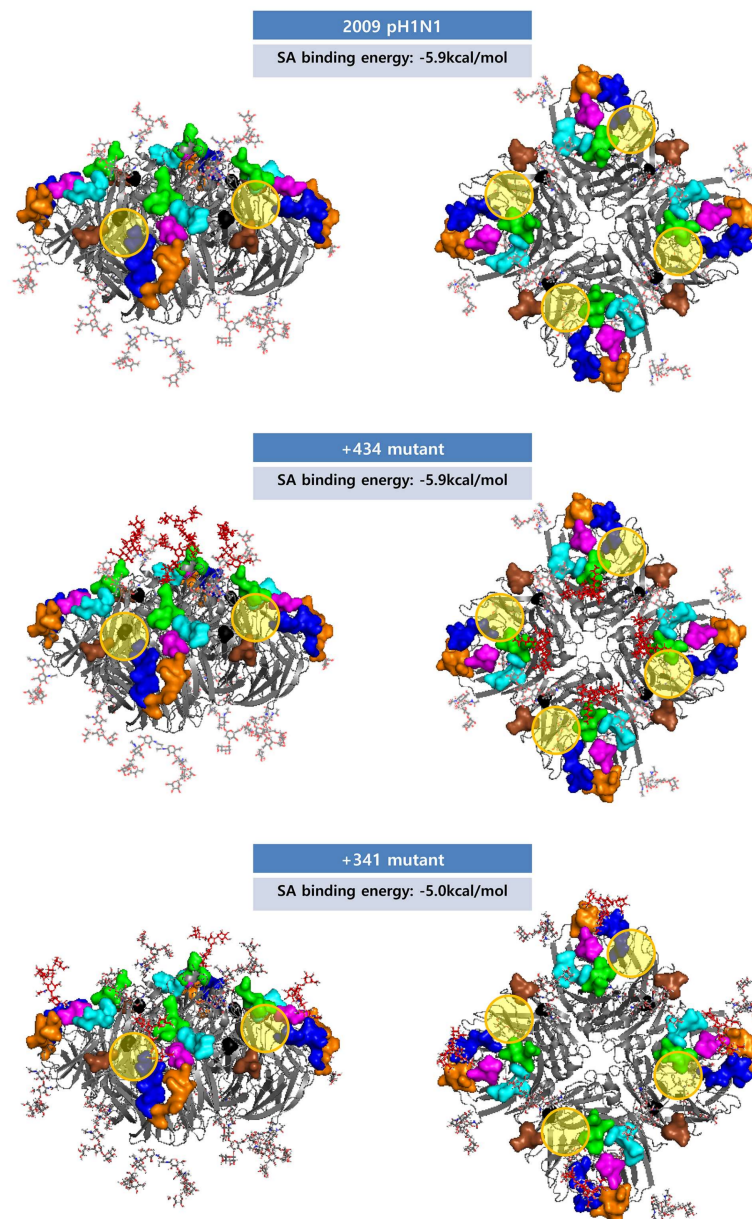 2009 pH1N1
SA binding energy: -5.9kcal/mol
+434 mutant
SA binding energy: -5.9kcal/mol
+341 mutant
SA binding energy: -5.0kcal/mol